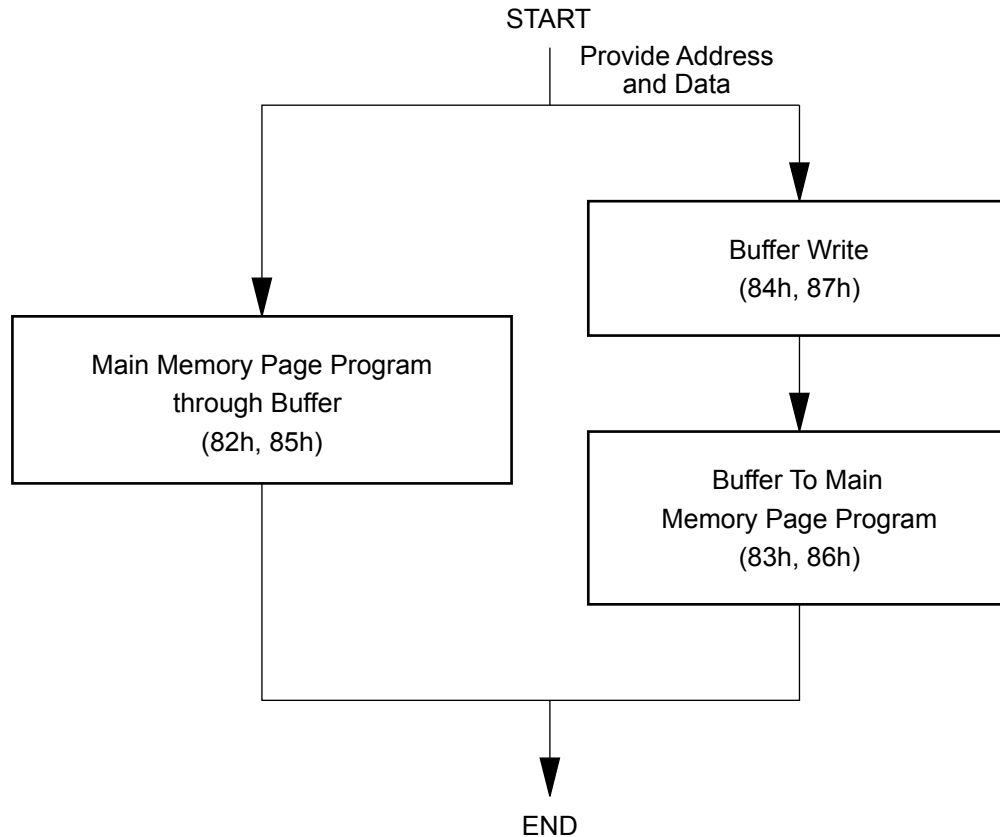 START
Provide Address
and Data
Buffer Write
(84h, 87h)
Main Memory Page Program
through Buffer
(82h, 85h)
Buffer To Main
Memory Page Program
(83h, 86h)
END